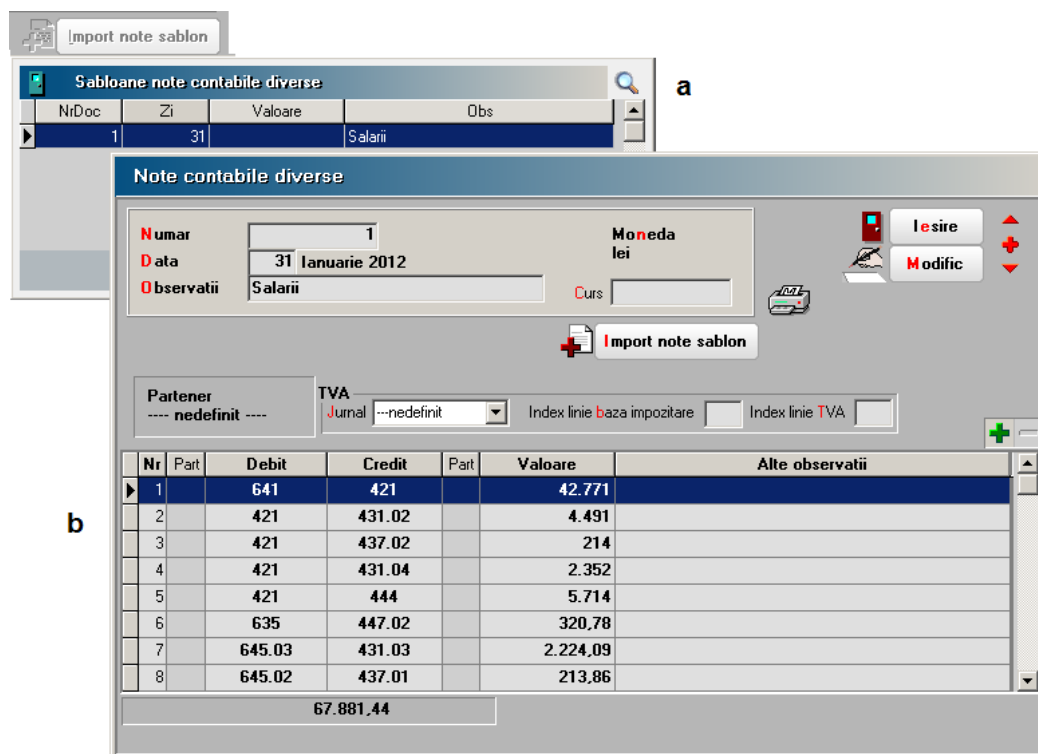 Import note sablon
Sabloane note contabile diverse
a
NrDoc Zi Valoare Obs
1 31 Salarii
Note contabile diverse
Numar 1 Moneda
Data 31 Ianuarie 2012 lei
Observatii Salarii Curs
Iesire
Modific
Import note sablon
Partener
---- nedefinit ----
TVA
Jurnal ---nedefinit Index linie baza impozitare Index linie TVA
b
Nr Part Debit Credit Part Valoare Alte observatii
1 641 421 42.771
2 421 431.02 4.491
3 421 437.02 214
4 421 431.04 2.352
5 421 444 5.714
6 635 447.02 320,78
7 645.03 431.03 2.224,09
8 645.02 437.01 213,86
67.881,44